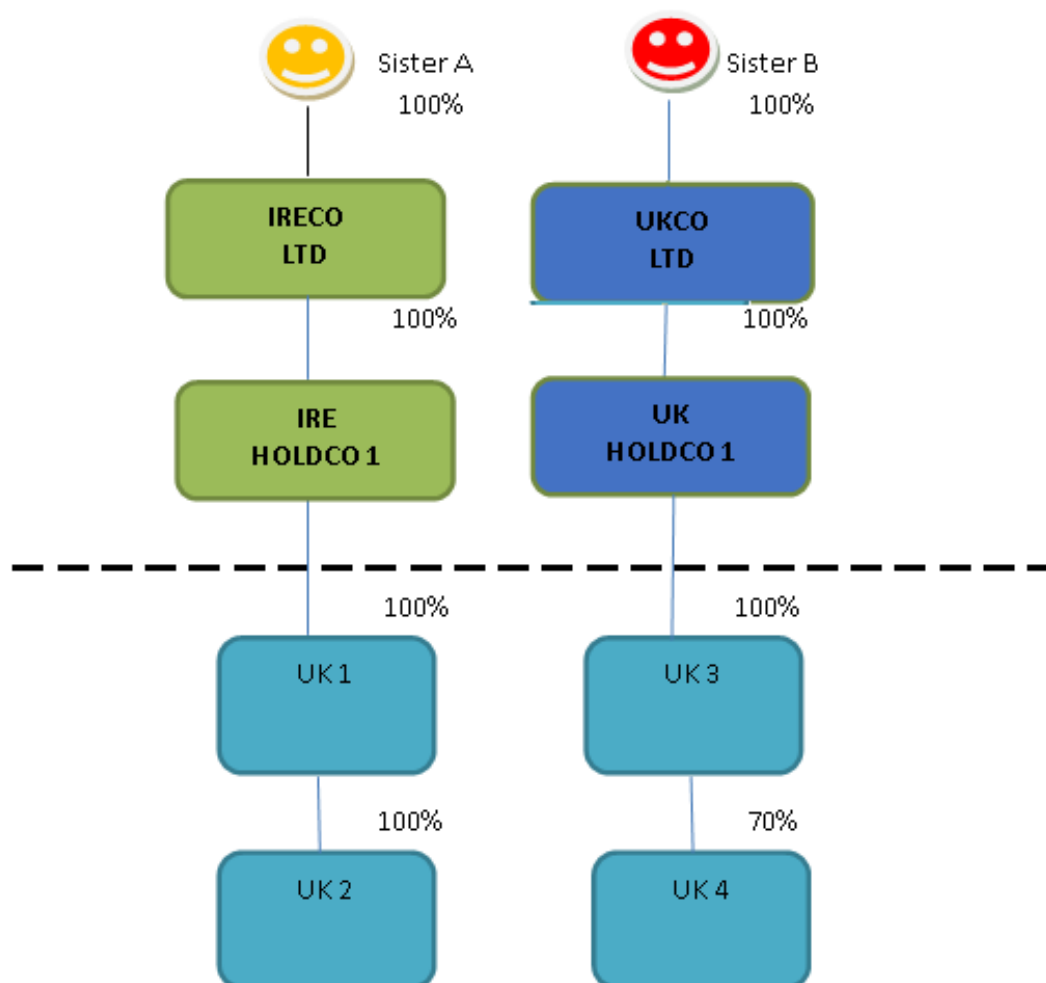 Sister A
100%
Sister B
100%
IRECO
LTD
UKCO
LTD
100%
100%
IRE
HOLDCO 1
UK
HOLDCO 1
100%
100%
UK 1
UK 3
100%
70%
UK 2
UK 4